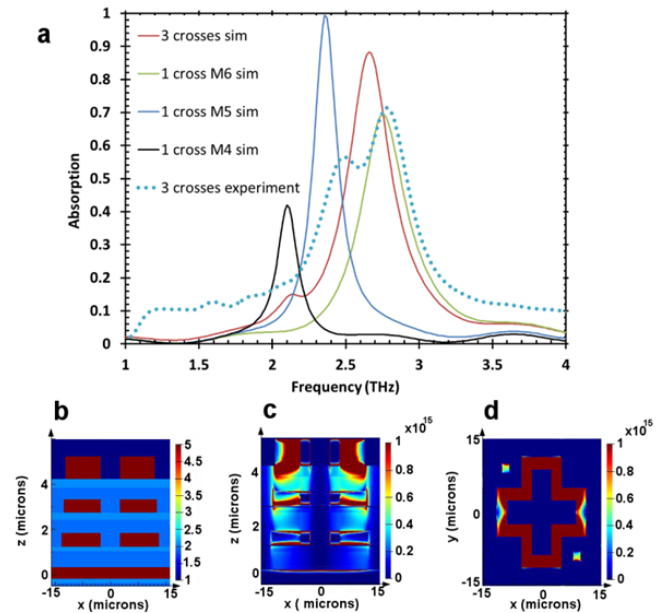 a
1
0.9
0.8
0.7
0.6
0.5
0.4
0.3
0.2
0.1
0
Absorption
3 crosses sim
1 cross M6 sim
1 cross M5 sim
1 cross M4 sim
3 crosses experiment
1 1.5 2 2.5 3 3.5 4
Frequency (THz)
b
z (microns)
4
2
0
-15 15
x (microns)
5
4.5
4
3.5
3
2.5
2
1.5
1
c
x10^15
z (microns)
4
2
0
-15 15
x ( microns)
1
0.8
0.6
0.4
0.2
0
d
x10^15
y (microns)
15
0
-15
-15 15
x (microns)
1
0.8
0.6
0.4
0.2
0